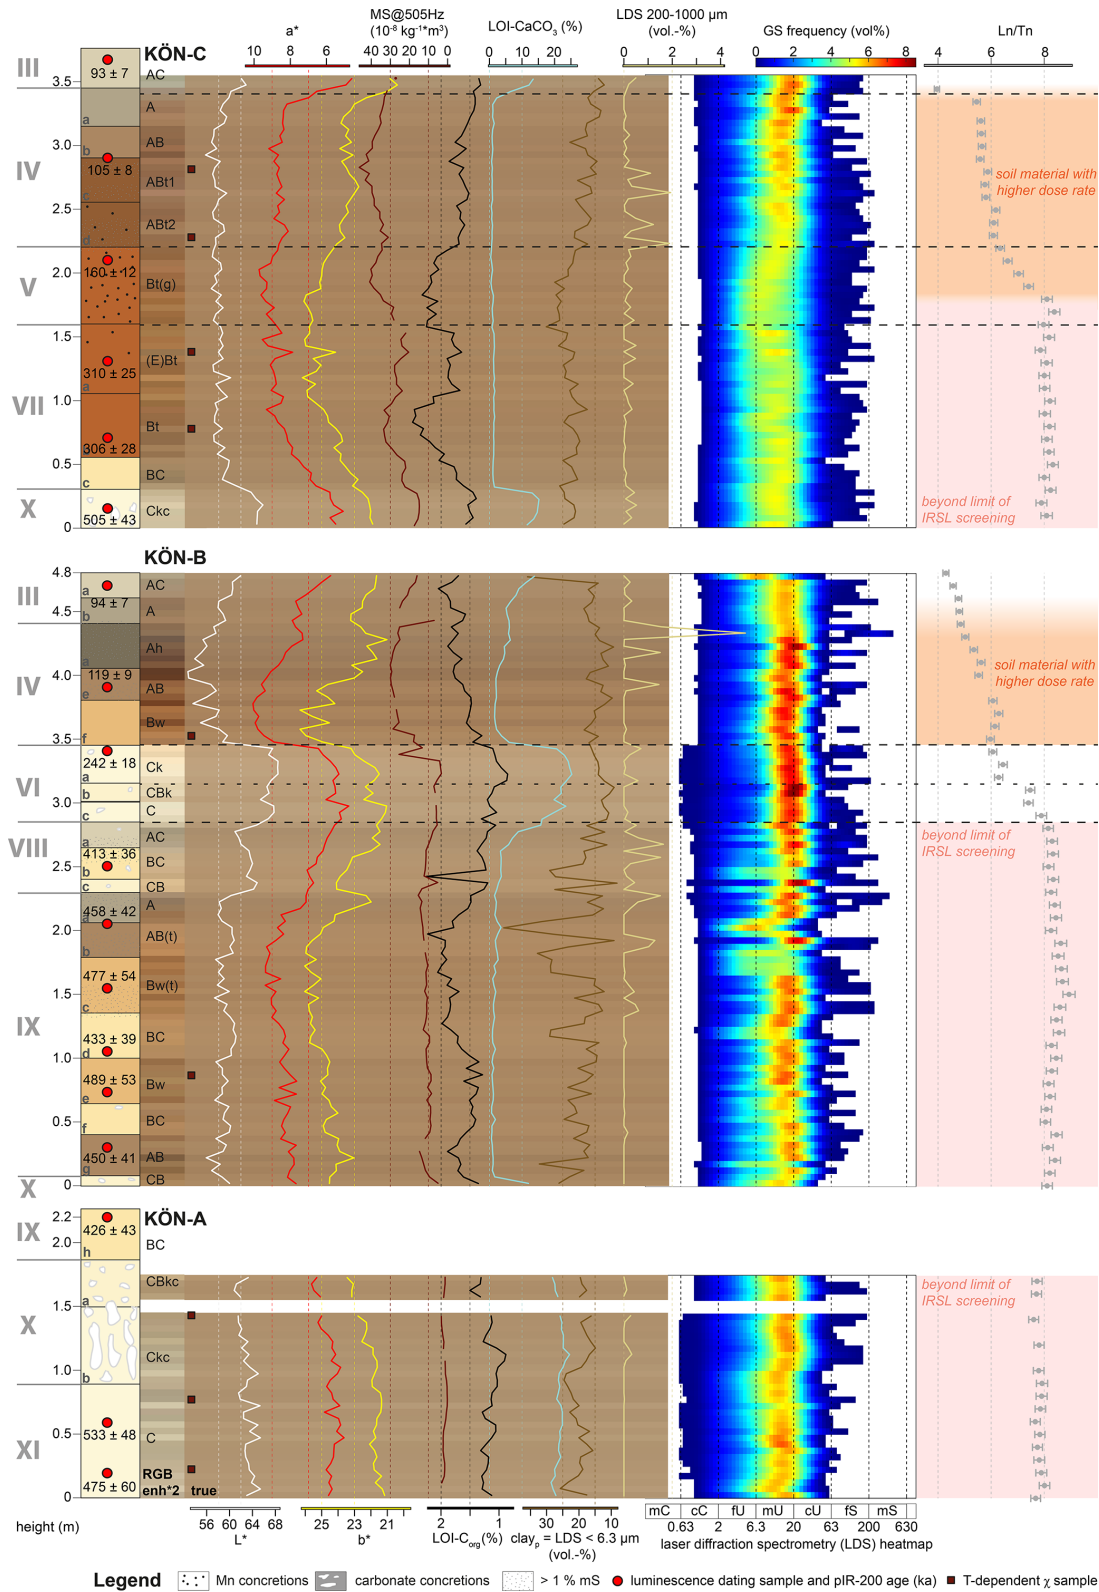 MS@505Hz
LDS 200-1000 µm
a*
(10⁻⁸ kg⁻¹*m³)
LOI-CaCO₃ (%)
(vol.-%)
GS frequency (vol%)
Ln/Tn
KÖN-C
10 8 6
40 30 20 10 0
0 10 20
0 2 4
0 2 4 6 8
4 6 8
III
93 ± 7
AC
3.5
A
a
3.0
b
AB
IV
105 ± 8
ABt1
c
2.5
ABt2
d
soil material with
higher dose rate
V
160 ± 12
2.0
Bt(g)
1.5
(E)Bt
310 ± 25
a
VII
1.0
Bt
306 ± 28
0.5
c
BC
X
505 ± 43
Ckc
0
beyond limit of
IRSL screening
KÖN-B
4.8
III
a
AC
94 ± 7
4.5
b
A
a
Ah
IV
119 ± 9
4.0
e
AB
Bw
f
3.5
soil material with
higher dose rate
VI
242 ± 18
a
Ck
b
CBk
3.0
c
C
VIII
a
AC
413 ± 36
2.5
b
BC
c
CB
beyond limit of
IRSL screening
458 ± 42
a
A
2.0
b
AB(t)
IX
477 ± 54
1.5
c
Bw(t)
433 ± 39
1.0
d
BC
489 ± 53
e
Bw
0.5
f
BC
450 ± 41
g
AB
X
0
CB
KÖN-A
IX
2.2
426 ± 43
2.0
h
BC
X
a
CBkc
1.5
b
Ckc
1.0
beyond limit of
IRSL screening
XI
533 ± 48
0.5
C
475 ± 60
RGB
enh*2 true
0
height (m)
56 60 64 68
L*
25 23 21
b*
2 1
LOI-Cₒᵣ₉(%)
30 20 10
clayₚ = LDS < 6.3 µm
(vol.-%)
mC cC fU mU cU fS mS
0.63 2 6.3 20 63 200 630
laser diffraction spectrometry (LDS) heatmap
Legend Mn concretions carbonate concretions > 1 % mS luminescence dating sample and pIR-200 age (ka) T-dependent χ sample